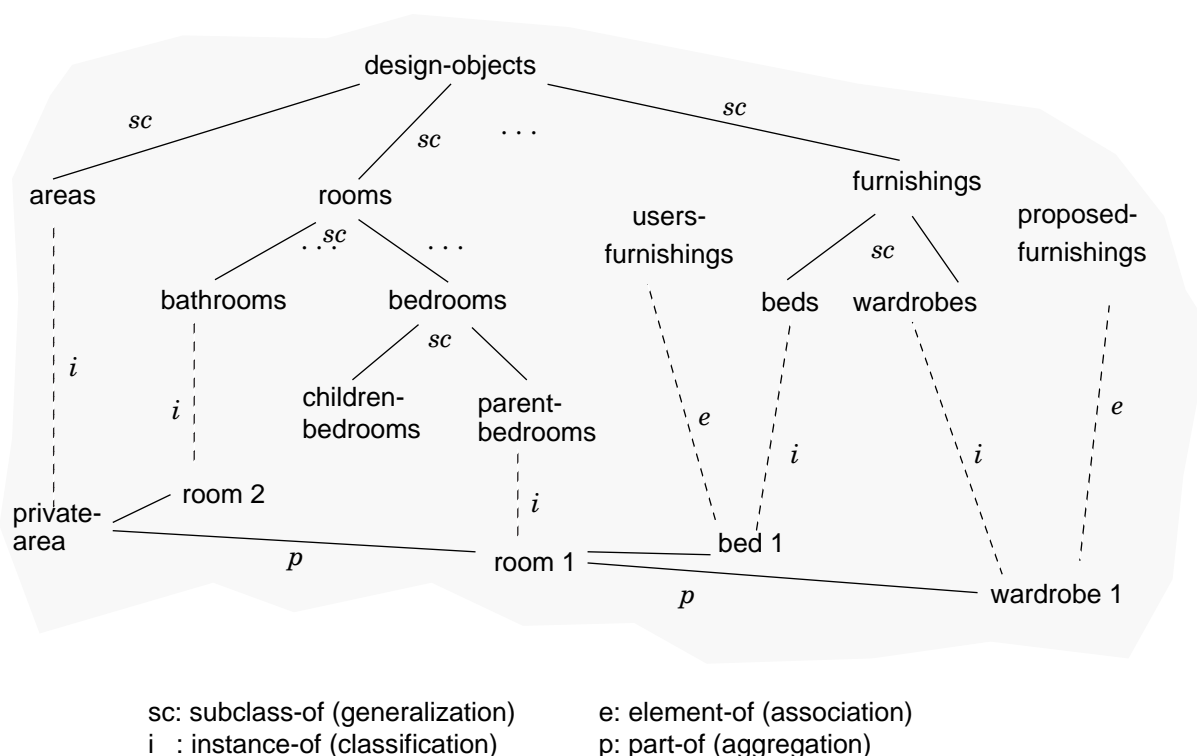 design-objects
sc
sc
sc
. . .
areas
rooms
furnishings
users-
furnishings
proposed-
furnishings
sc
. . .
. . .
sc
bathrooms
bedrooms
beds
wardrobes
sc
i
i
children-
bedrooms
parent-
bedrooms
e
e
i
i
room 2
i
private-
area
p
room 1
bed 1
p
wardrobe 1
sc: subclass-of (generalization)
e: element-of (association)
i : instance-of (classification)
p: part-of (aggregation)